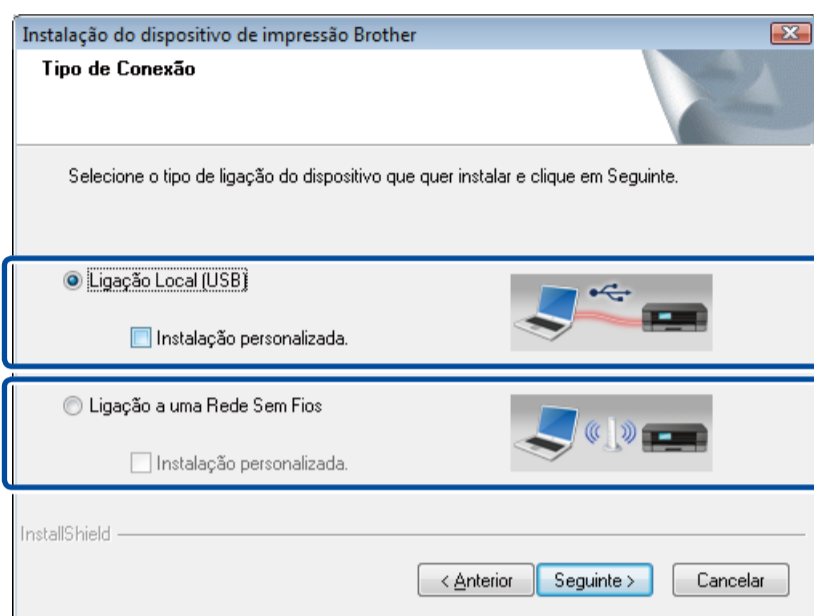 Instalação do dispositivo de impressão Brother
Tipo de Conexão
Selecione o tipo de ligação do dispositivo que quer instalar e clique em Seguinte.
Ligação Local (USB)
Instalação personalizada.
Ligação a uma Rede Sem Fios
Instalação personalizada.
InstallShield
< Anterior Seguinte > Cancelar